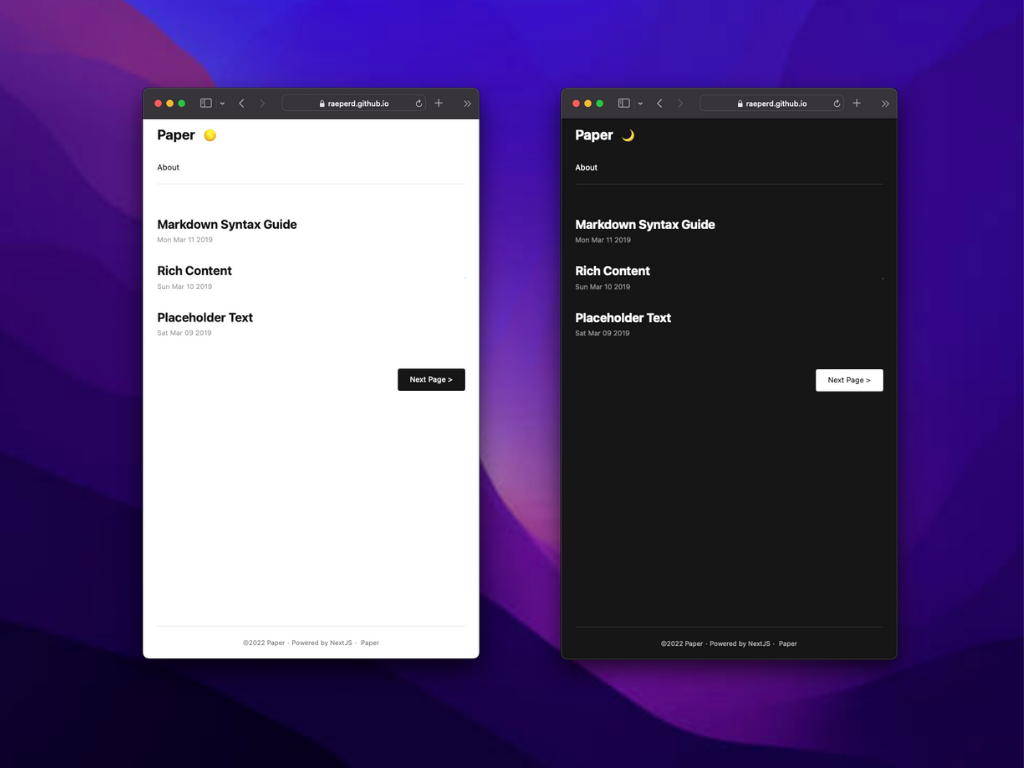 raeperd.github.io
Paper
About
Markdown Syntax Guide
Mon Mar 11 2019
Rich Content
Sun Mar 10 2019
Placeholder Text
Sat Mar 09 2019
Next Page >
©2022 Paper · Powered by NextJS · Paper
raeperd.github.io
Paper
About
Markdown Syntax Guide
Mon Mar 11 2019
Rich Content
Sun Mar 10 2019
Placeholder Text
Sat Mar 09 2019
Next Page >
©2022 Paper · Powered by NextJS · Paper